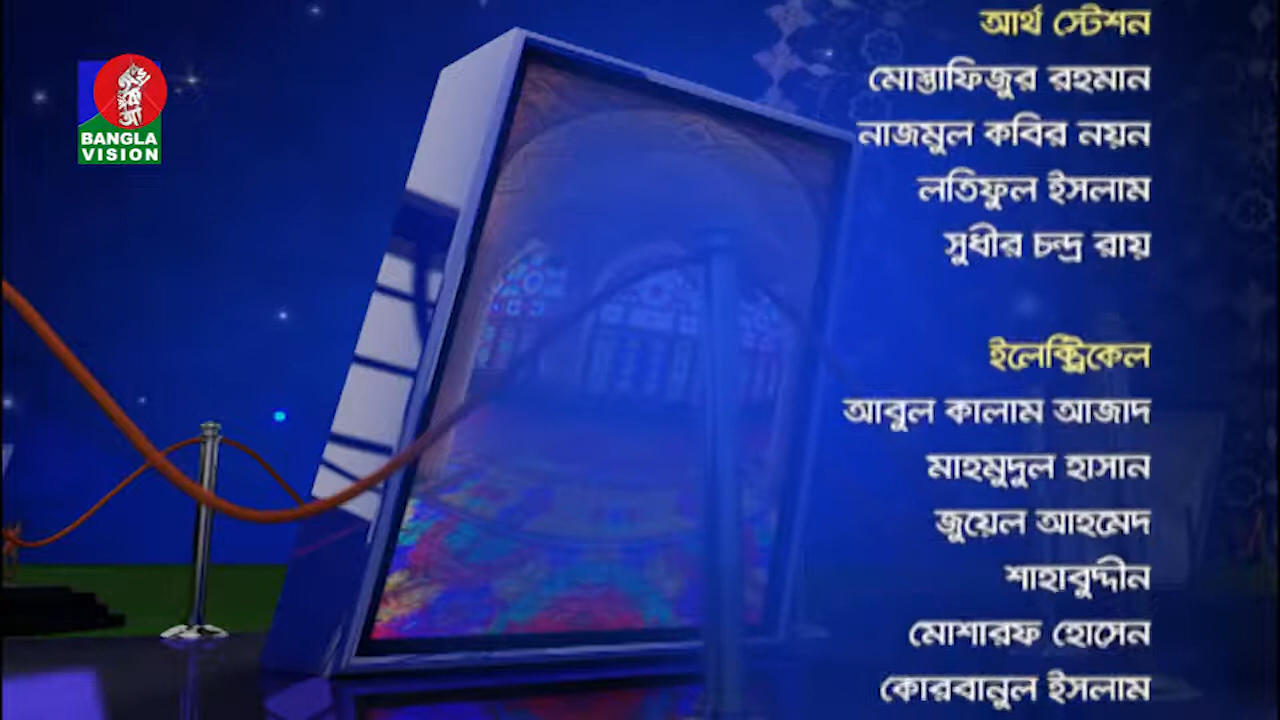 BANGLA
VISION
আর্থ স্টেশন
মোস্তাফিজুর রহমান
নাজমুল কবির নয়ন
লতিফুল ইসলাম
সুধীর চন্দ্র রায়
ইলেক্ট্রিকেল
আবুল কালাম আজাদ
মাহমুদুল হাসান
জুয়েল আহমেদ
শাহাবুদ্দীন
মোশারফ হোসেন
কোরবানুল ইসলাম